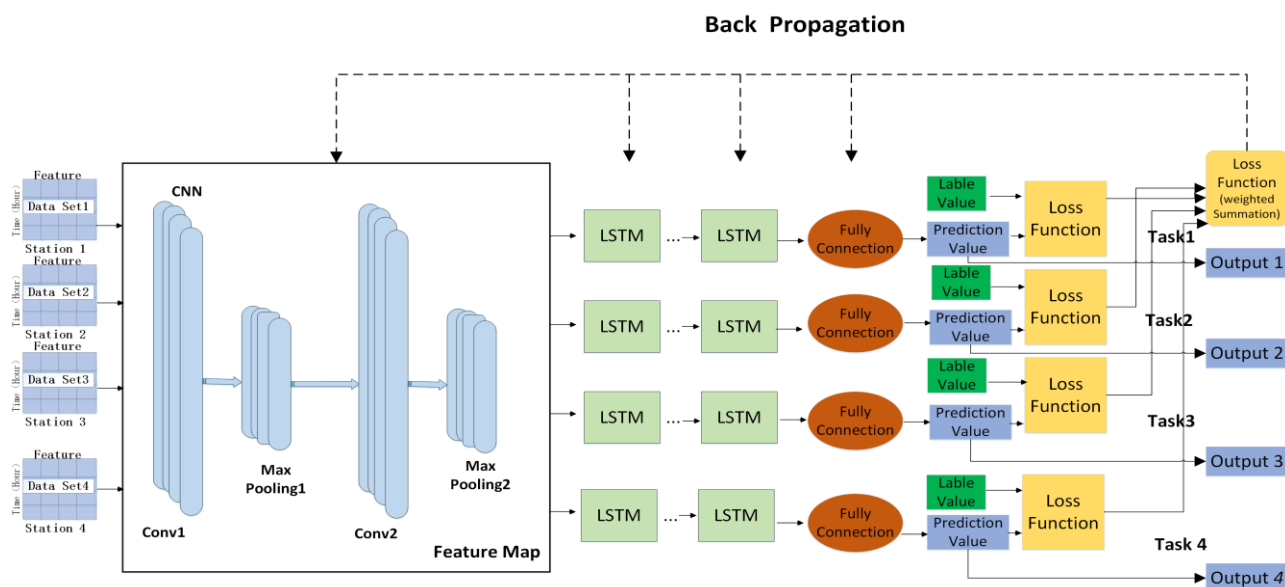 Back Propagation
Feature
Time (Hour)
Data Set1
Station 1
Feature
Time (Hour)
Data Set2
Station 2
Feature
Time (Hour)
Data Set3
Station 3
Feature
Time (Hour)
Data Set4
Station 4
CNN
Conv1
Max
Pooling1
Conv2
Max
Pooling2
Feature Map
LSTM
...
LSTM
Fully
Connection
Lable
Value
Prediction
Value
Loss
Function
Task1
Output 1
LSTM
...
LSTM
Fully
Connection
Lable
Value
Prediction
Value
Loss
Function
Task2
Output 2
LSTM
...
LSTM
Fully
Connection
Lable
Value
Prediction
Value
Loss
Function
Task3
Output 3
LSTM
...
LSTM
Fully
Connection
Lable
Value
Prediction
Value
Loss
Function
Task 4
Output 4
Loss
Function
(weighted
Summation)